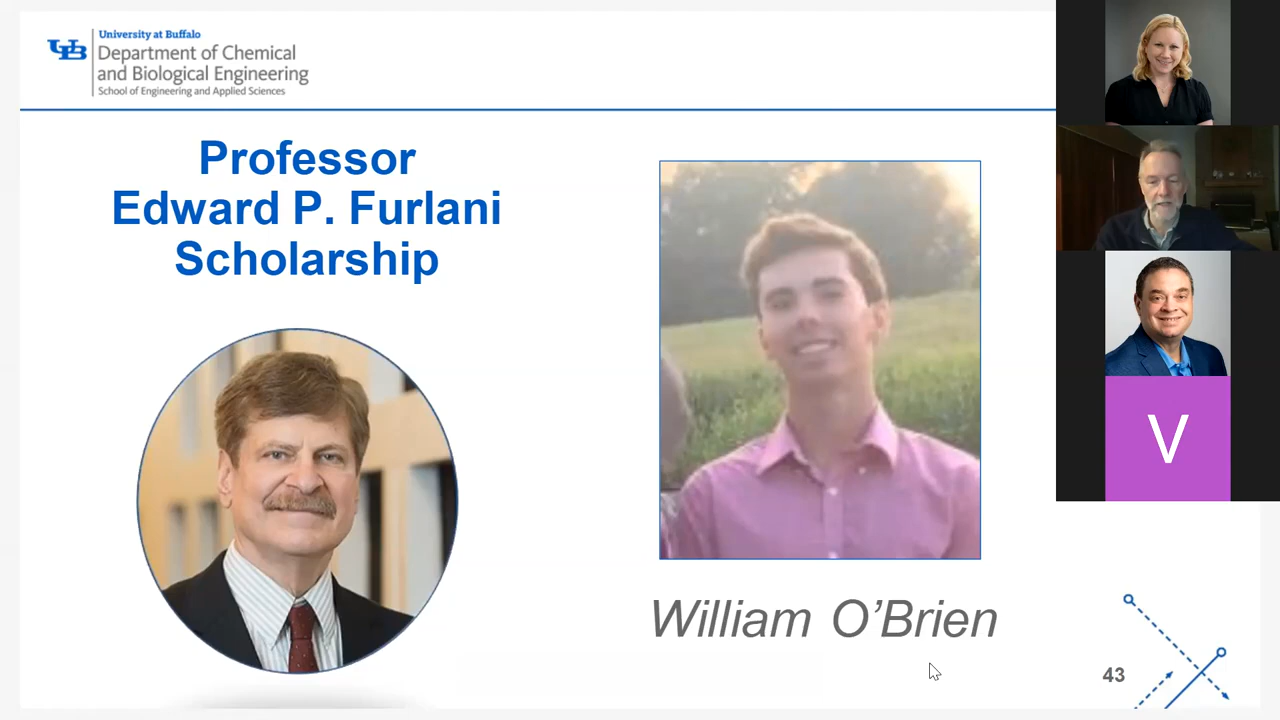 UB
University at Buffalo
Department of Chemical
and Biological Engineering
School of Engineering and Applied Sciences
Professor
Edward P. Furlani
Scholarship
William O’Brien
43
V